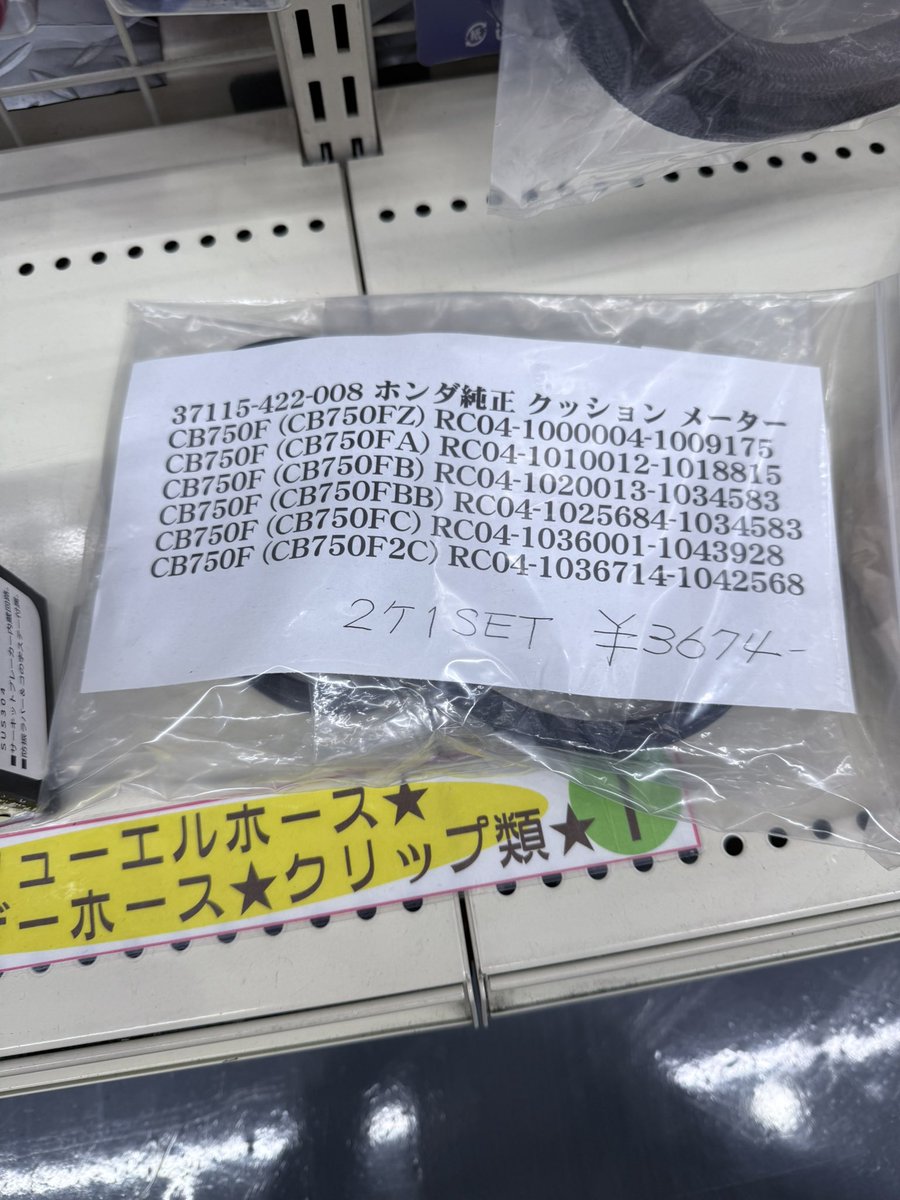 37115-422-008 ホンダ純正 クッション メーター
CB750F (CB750FZ) RC04-1000004-1009175
CB750F (CB750FA) RC04-1010012-1018815
CB750F (CB750FB) RC04-1020013-1034583
CB750F (CB750FBB) RC04-1025684-1034583
CB750F (CB750FC) RC04-1036001-1043928
CB750F (CB750F2C) RC04-1036714-1042568
2ケ1SET ¥3674-
SUS304
ューエルホース★
ーホース★クリップ類★
1